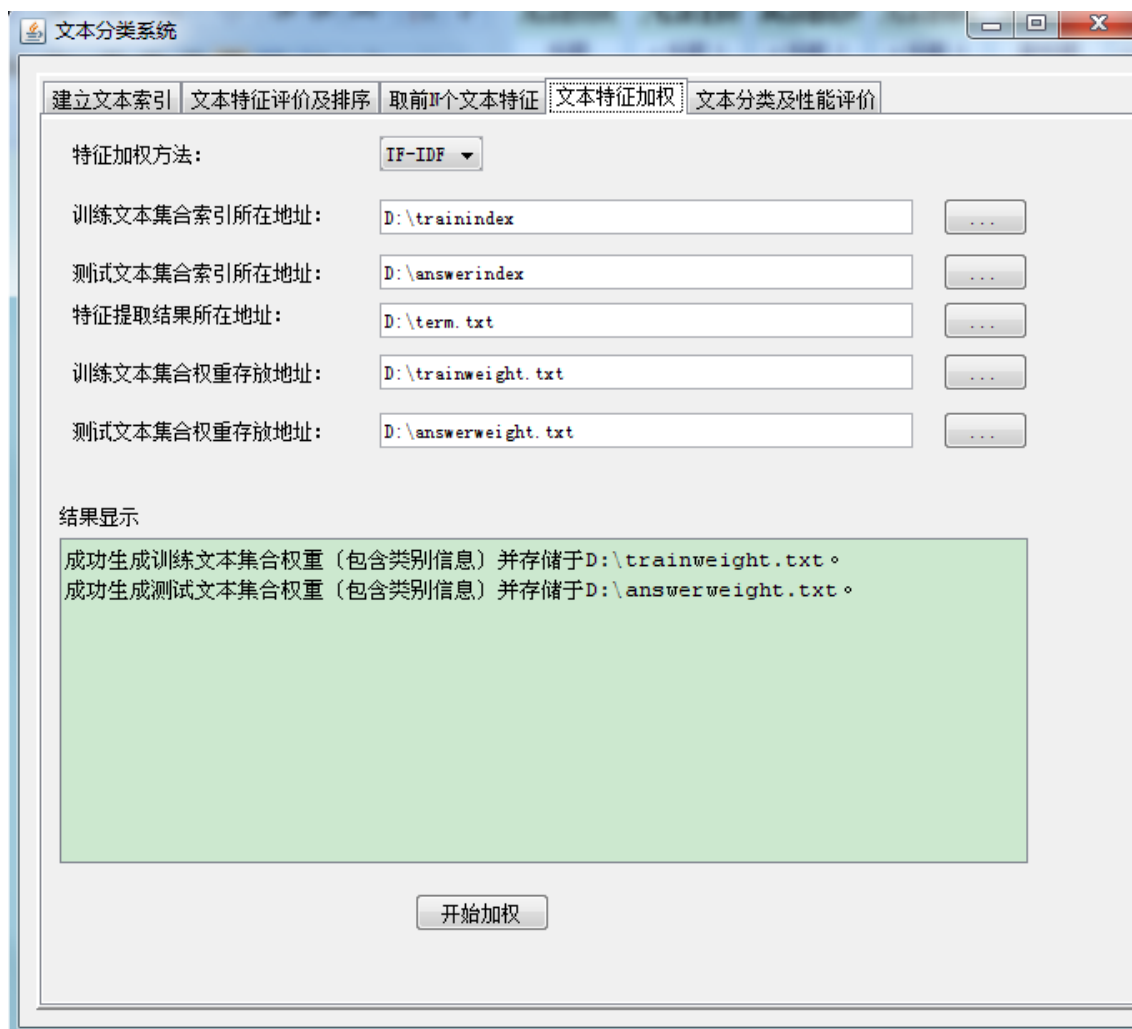 文本分类系统
建立文本索引 文本特征评价及排序 取前N个文本特征 文本特征加权 文本分类及性能评价
特征加权方法: TF-IDF
训练文本集合索引所在地址: D:\trainindex ...
测试文本集合索引所在地址: D:\answerindex ...
特征提取结果所在地址: D:\term.txt ...
训练文本集合权重存放地址: D:\trainweight.txt ...
测试文本集合权重存放地址: D:\answerweight.txt ...
结果显示
成功生成训练文本集合权重（包含类别信息）并存储于D:\trainweight.txt。
成功生成测试文本集合权重（包含类别信息）并存储于D:\answerweight.txt。
开始加权